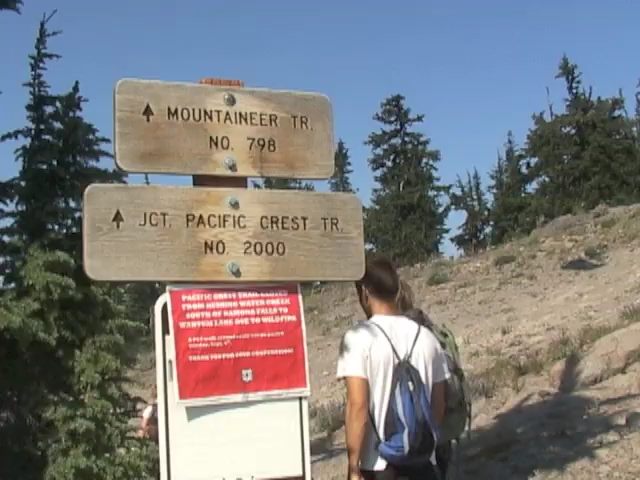 MOUNTAINEER TR.
NO. 798
JCT. PACIFIC CREST TR.
NO. 2000
PACIFIC CREST TRAIL CLOSED
FROM RUSHING WATER CREEK
SOUTH OF RAMONA FALLS TO
WAHTUM LAKE DUE TO WILDFIRE
THANK YOU FOR YOUR COOPERATION!